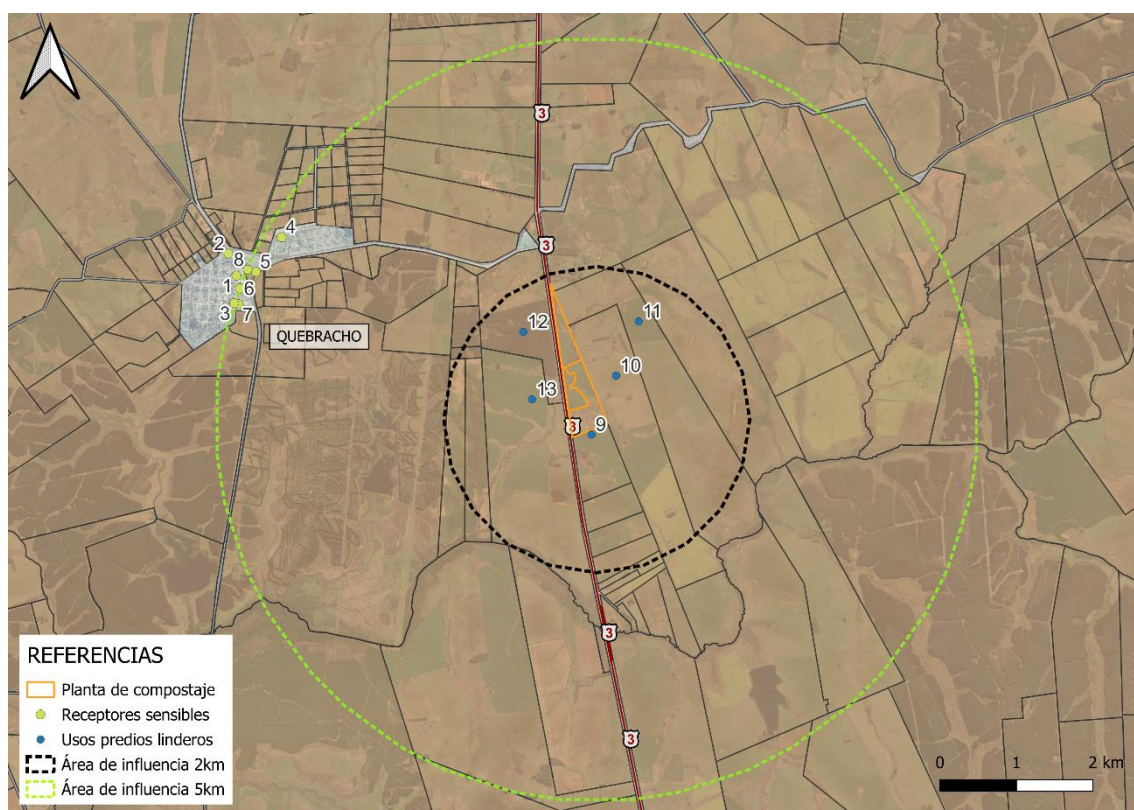 3
3
2
4
8
5
1
6
3
7
QUEBRACHO
12
11
10
13
3
9
3
3
REFERENCIAS
Planta de compostaje
Receptores sensibles
Usos predios linderos
Área de influencia 2km
Área de influencia 5km
0 1 2 km